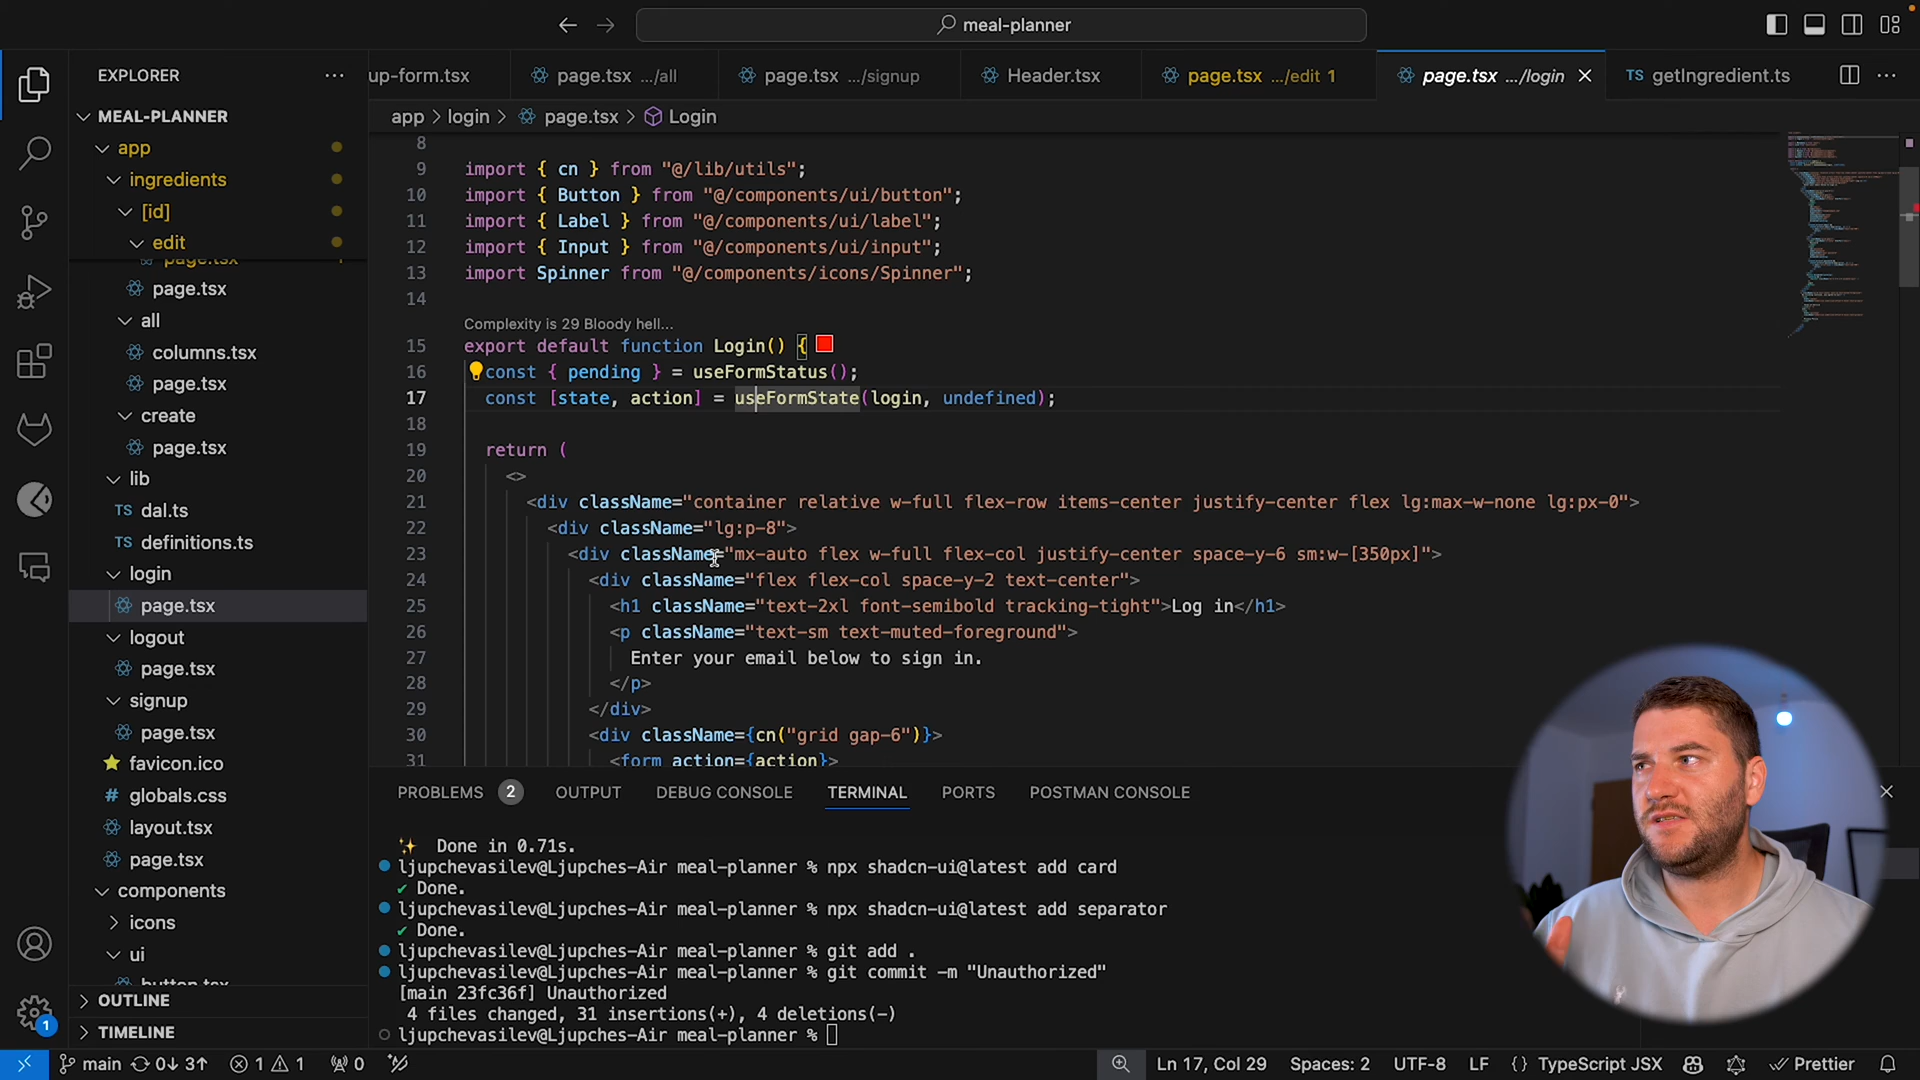 meal-planner
EXPLORER
up-form.tsx
page.tsx .../all
page.tsx .../signup
Header.tsx
page.tsx .../edit 1
page.tsx .../login
TS getIngredient.ts
MEAL-PLANNER
app > login > page.tsx > Login
app
ingredients
[id]
edit
page.tsx
page.tsx
all
columns.tsx
page.tsx
create
page.tsx
lib
TS dal.ts
TS definitions.ts
login
page.tsx
logout
page.tsx
signup
page.tsx
favicon.ico
# globals.css
layout.tsx
page.tsx
components
icons
ui
button.tsx
OUTLINE
TIMELINE
8
9 import { cn } from "@/lib/utils";
10 import { Button } from "@/components/ui/button";
11 import { Label } from "@/components/ui/label";
12 import { Input } from "@/components/ui/input";
13 import Spinner from "@/components/icons/Spinner";
14
Complexity is 29 Bloody hell...
15 export default function Login() {
16 const { pending } = useFormStatus();
17 const [state, action] = useFormState(login, undefined);
18
19 return (
20 <>
21 <div className="container relative w-full flex-row items-center justify-center flex lg:max-w-none lg:px-0">
22 <div className="lg:p-8">
23 <div className="mx-auto flex w-full flex-col justify-center space-y-6 sm:w-[350px]">
24 <div className="flex flex-col space-y-2 text-center">
25 <h1 className="text-2xl font-semibold tracking-tight">Log in</h1>
26 <p className="text-sm text-muted-foreground">
27 Enter your email below to sign in.
28 </p>
29 </div>
30 <div className={cn("grid gap-6")}>
31 <form action={action}>
PROBLEMS 2 OUTPUT DEBUG CONSOLE TERMINAL PORTS POSTMAN CONSOLE
✨ Done in 0.71s.
ljupchevasilev@Ljupches-Air meal-planner % npx shadcn-ui@latest add card
✔ Done.
ljupchevasilev@Ljupches-Air meal-planner % npx shadcn-ui@latest add separator
✔ Done.
ljupchevasilev@Ljupches-Air meal-planner % git add .
ljupchevasilev@Ljupches-Air meal-planner % git commit -m "Unauthorized"
[main 23fc36f] Unauthorized
4 files changed, 31 insertions(+), 4 deletions(-)
ljupchevasilev@Ljupches-Air meal-planner %
1
main 0↓ 3↑ 1 1 0 Ln 17, Col 29 Spaces: 2 UTF-8 LF {} TypeScript JSX Prettier